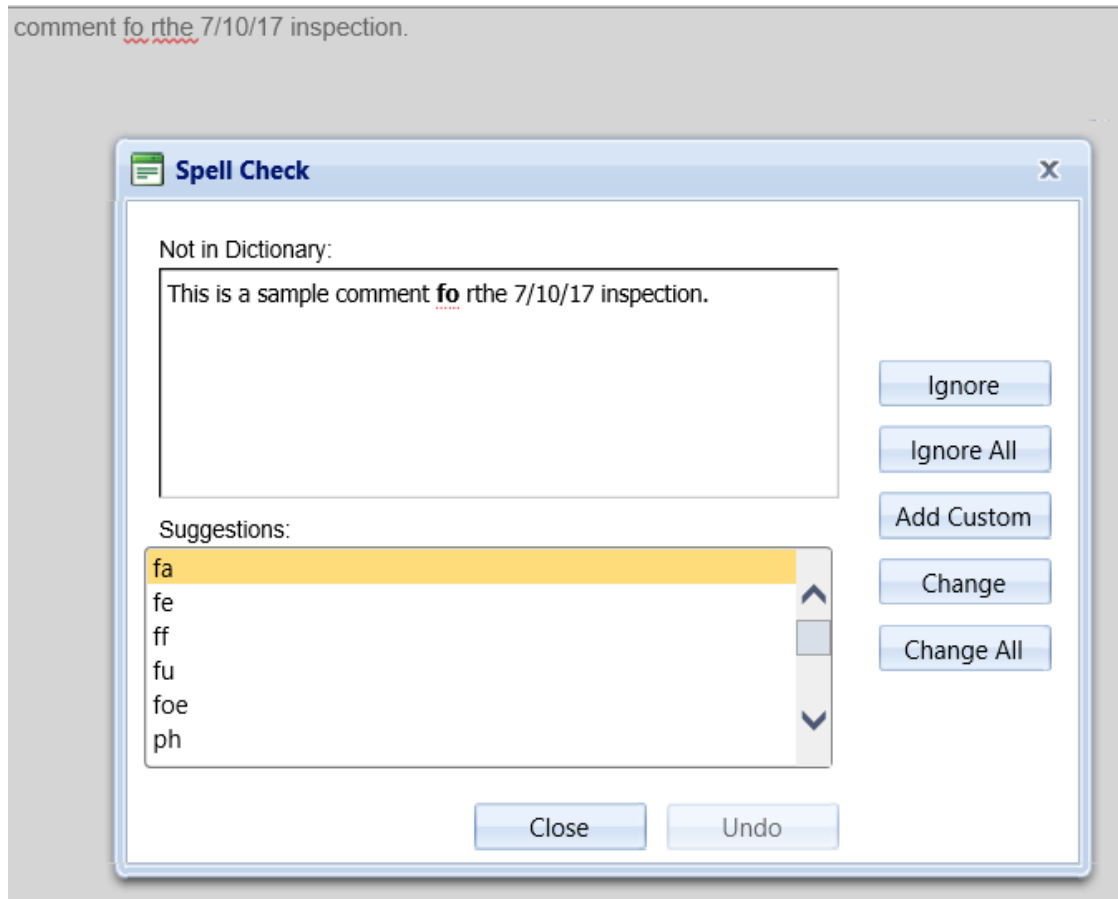 comment fo rthe 7/10/17 inspection.
Spell Check
Not in Dictionary:
This is a sample comment fo rthe 7/10/17 inspection.
Ignore
Ignore All
Add Custom
Change
Change All
Suggestions:
fa
fe
ff
fu
foe
ph
Close
Undo